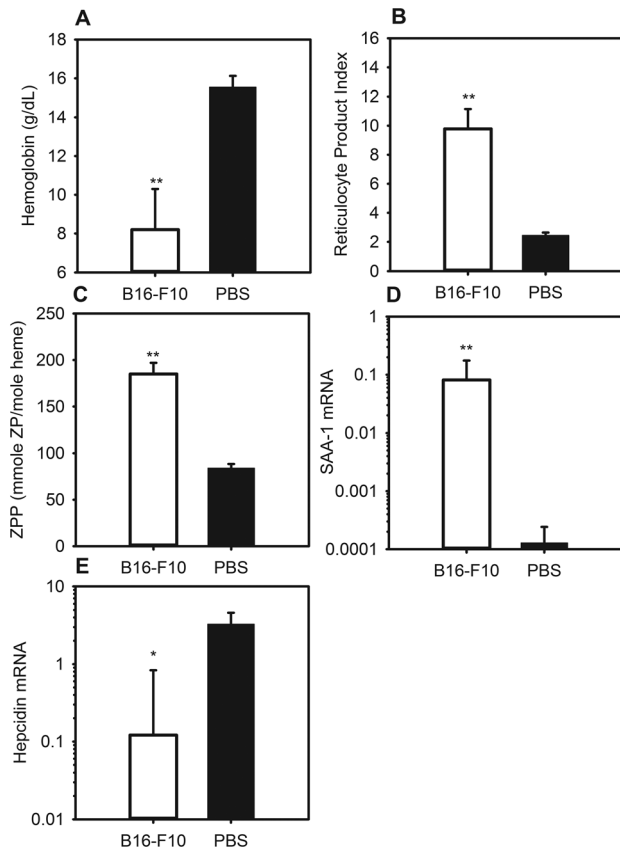 A
Hemoglobin (g/dL)
18
16
14
12
10
8
6
**
B16-F10
PBS
B
Reticulocyte Product Index
16
14
12
10
8
6
4
2
0
**
B16-F10
PBS
C
ZPP (mmole ZP/mole heme)
250
200
150
100
50
0
**
B16-F10
PBS
D
SAA-1 mRNA
1
0.1
0.01
0.001
0.0001
**
B16-F10
PBS
E
Hepcidin mRNA
10
1
0.1
0.01
*
B16-F10
PBS